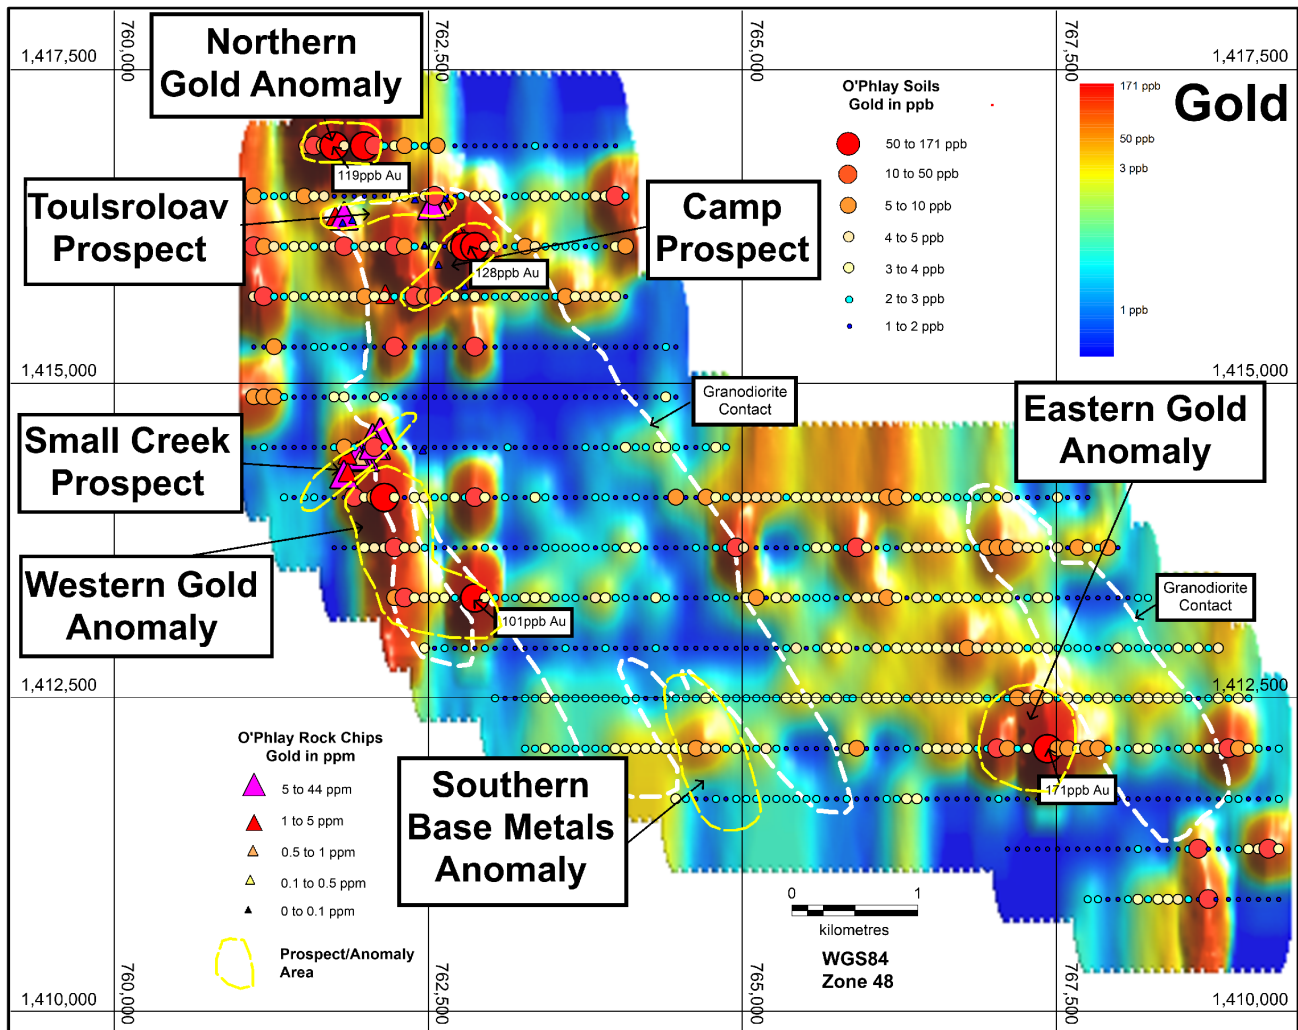 760,000
762,500
765,000
767,500
1,417,500
1,417,500
Northern
Gold Anomaly
Gold
O'Phlay Soils
Gold in ppb
50 to 171 ppb
10 to 50 ppb
5 to 10 ppb
4 to 5 ppb
3 to 4 ppb
2 to 3 ppb
1 to 2 ppb
171 ppb
50 ppb
3 ppb
1 ppb
119ppb Au
Toulsroloav
Prospect
Camp
Prospect
128ppb Au
1,415,000
1,415,000
Granodiorite
Contact
Eastern Gold
Anomaly
Small Creek
Prospect
Western Gold
Anomaly
Granodiorite
Contact
101ppb Au
1,412,500
1,412,500
O'Phlay Rock Chips
Gold in ppm
5 to 44 ppm
1 to 5 ppm
0.5 to 1 ppm
0.1 to 0.5 ppm
0 to 0.1 ppm
Prospect/Anomaly
Area
Southern
Base Metals
Anomaly
171ppb Au
0 1
kilometres
WGS84
Zone 48
1,410,000
1,410,000
760,000
762,500
765,000
767,500